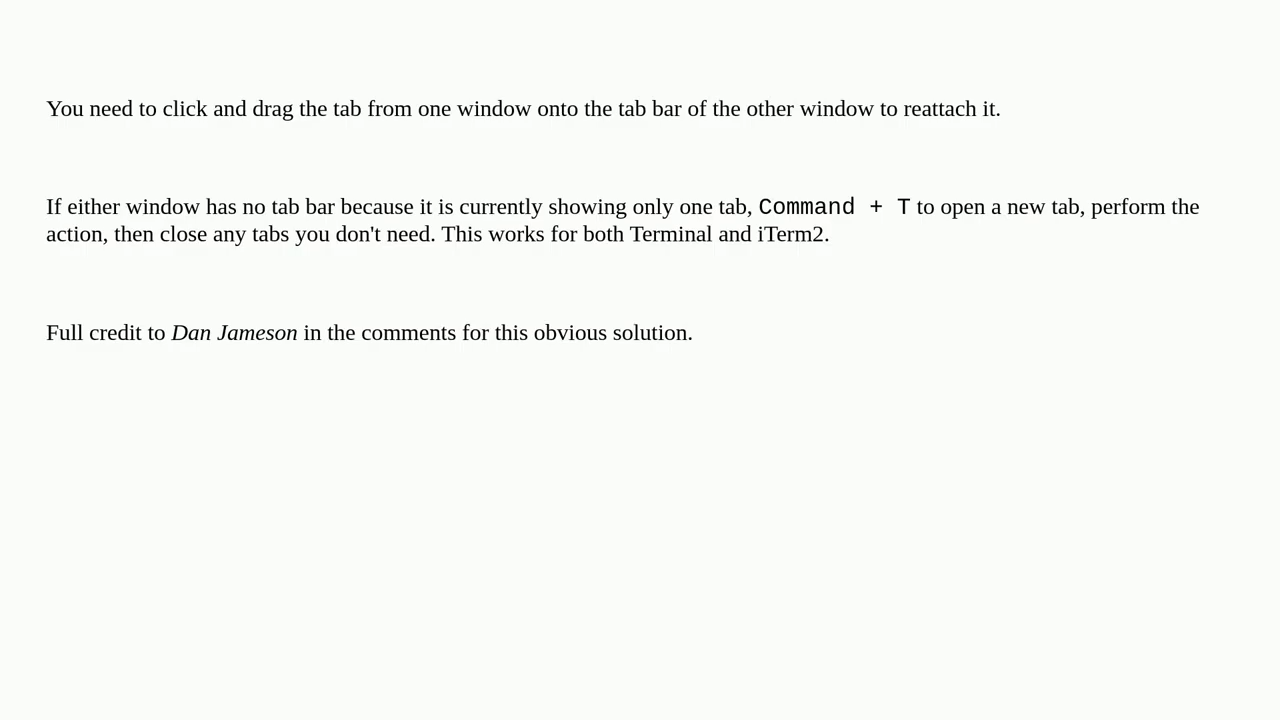 You need to click and drag the tab from one window onto the tab bar of the other window to reattach it.
If either window has no tab bar because it is currently showing only one tab, Command + T to open a new tab, perform the
action, then close any tabs you don't need. This works for both Terminal and iTerm2.
Full credit to Dan Jameson in the comments for this obvious solution.